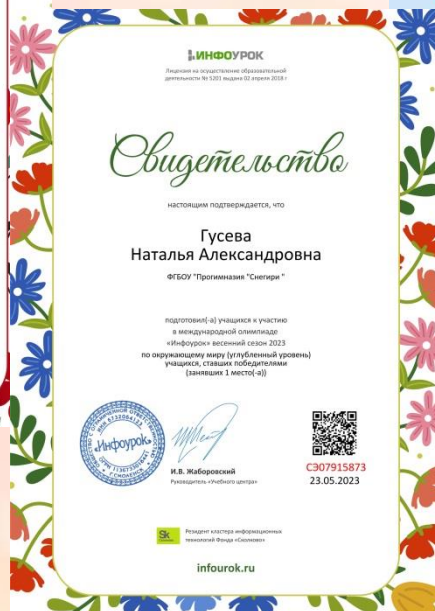 ИНФОУРОК
Лицензия на осуществление образовательной
деятельности № 5201 выдана 02 апреля 2018 г
Свидетельство
настоящим подтверждается, что
Гусева
Наталья Александровна
ФГБОУ "Прогимназия "Снегири "
подготовил(-а) учащихся к участию
в международной олимпиаде
«Инфоурок» весенний сезон 2023
по окружающему миру (углубленный уровень)
учащихся, ставших победителями
(занявших 1 место(-а))
«Инфоурок»
И.В. Жаборовский
Руководитель «Учебного центра»
СЭ07915873
23.05.2023
Sk
Резидент кластера информационных
технологий Фонда «Сколково»
infourok.ru